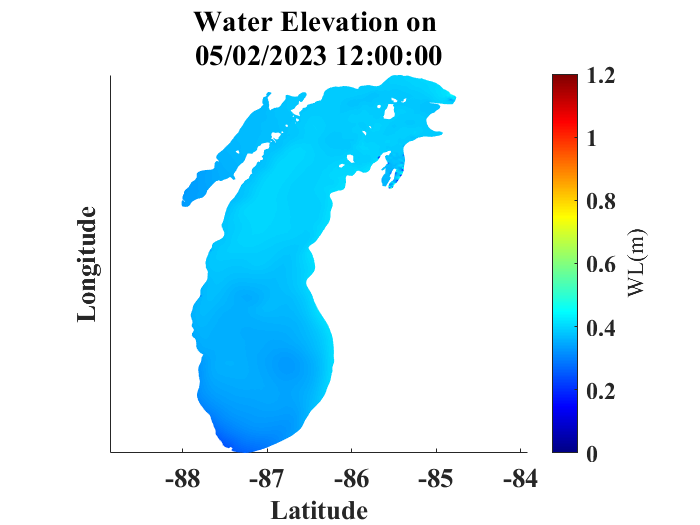 Water Elevation on
05/02/2023 12:00:00
Longitude
-88 -87 -86 -85 -84
Latitude
1.2
1
0.8
0.6
0.4
0.2
0
WL(m)